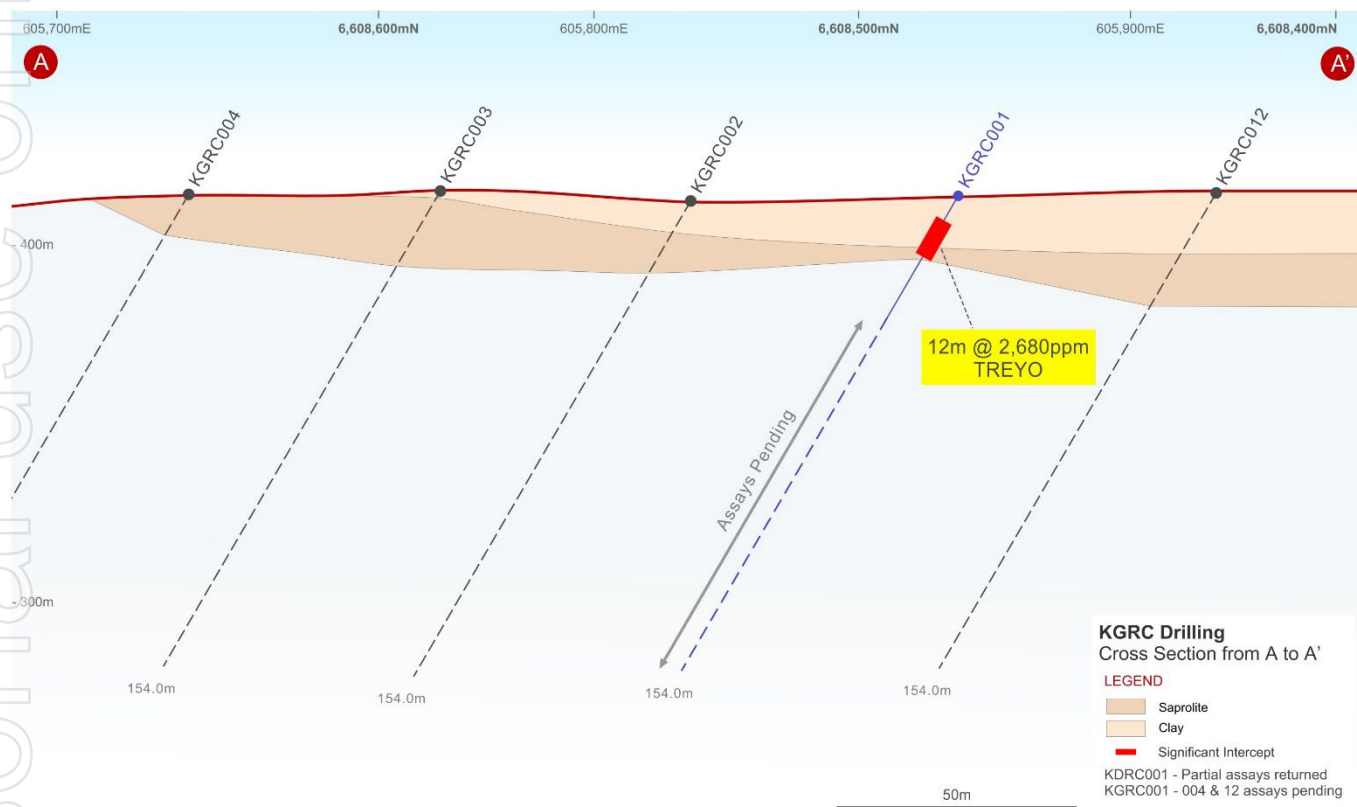 605,700mE
6,608,600mN
605,800mE
6,608,500mN
605,900mE
6,608,400mN
A
A'
KGRC004
KGRC003
KGRC002
KGRC001
KGRC012
400m
12m @ 2,680ppm
TREYO
Assays Pending
300m
154.0m
154.0m
154.0m
154.0m
KGRC Drilling
Cross Section from A to A'
LEGEND
Saprolite
Clay
Significant Intercept
KDRC001 - Partial assays returned
KGRC001 - 004 & 12 assays pending
50m